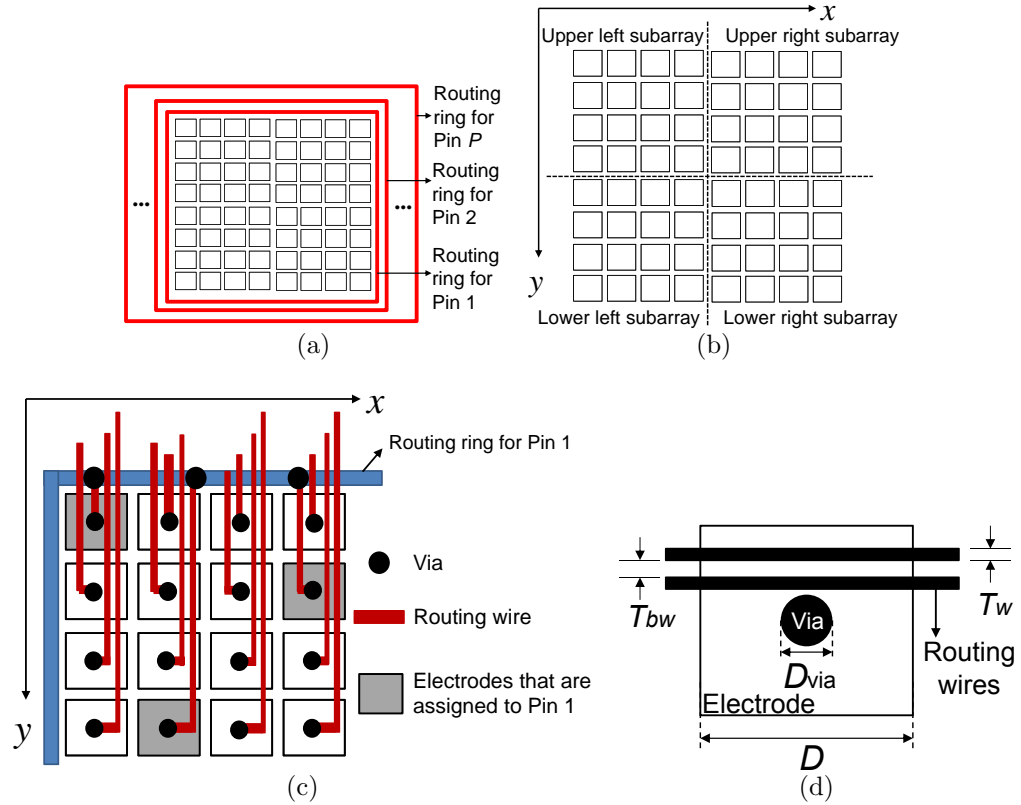 Routing
ring for
Pin P
Routing
ring for
Pin 2
Routing
ring for
Pin 1
...
...
(a)
x
Upper left subarray
Upper right subarray
y
Lower left subarray
Lower right subarray
(b)
x
Routing ring for Pin 1
Via
Routing wire
Electrodes that are
assigned to Pin 1
y
(c)
Tbw
Tw
Via
Dvia
Routing
wires
Electrode
D
(d)